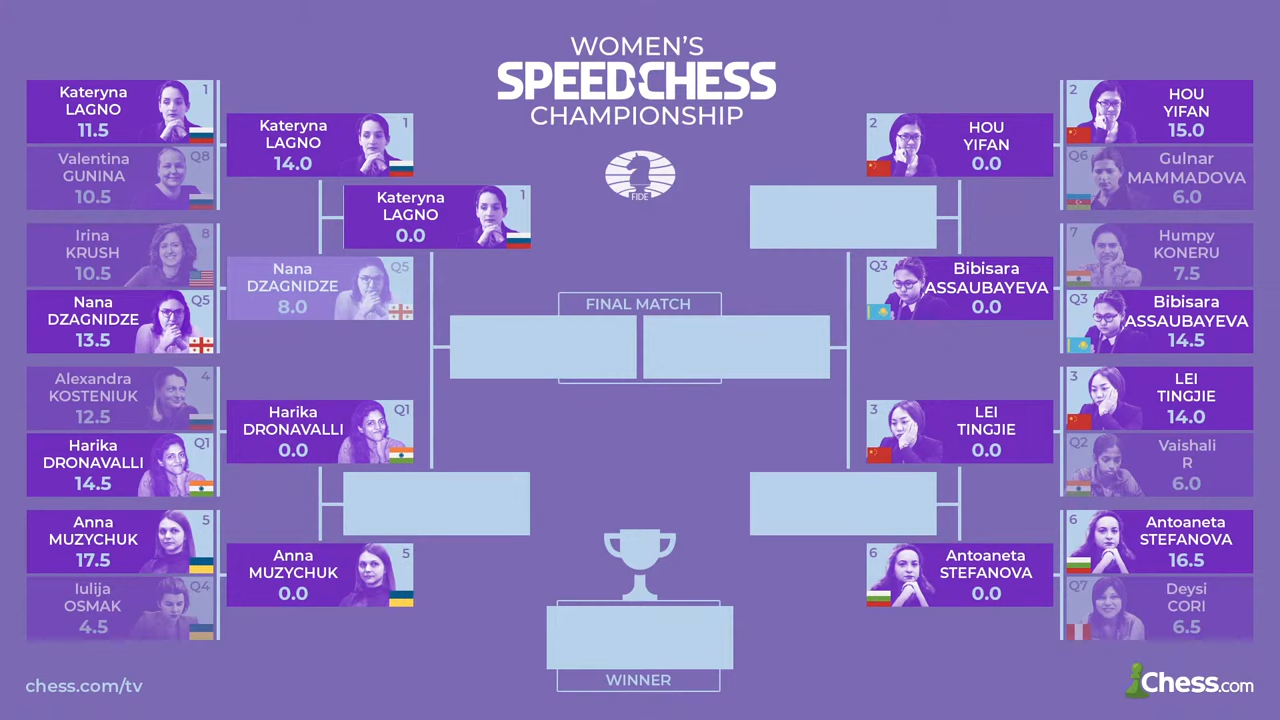 WOMEN'S
SPEEDCHESS
CHAMPIONSHIP
FIDE
Kateryna
LAGNO
11.5
1
Valentina
GUNINA
10.5
Q8
Irina
KRUSH
10.5
8
Nana
DZAGNIDZE
13.5
Q5
Alexandra
KOSTENIUK
12.5
4
Harika
DRONAVALLI
14.5
Q1
Anna
MUZYCHUK
17.5
5
Iulija
OSMAK
4.5
Q4
Kateryna
LAGNO
14.0
1
Nana
DZAGNIDZE
8.0
Q5
Harika
DRONAVALLI
0.0
Q1
Anna
MUZYCHUK
0.0
5
Kateryna
LAGNO
0.0
1
FINAL MATCH
WINNER
2
HOU
YIFAN
0.0
Q3
Bibisara
ASSAUBAYEVA
0.0
3
LEI
TINGJIE
0.0
6
Antoaneta
STEFANOVA
0.0
2
HOU
YIFAN
15.0
Q6
Gulnar
MAMMADOVA
6.0
7
Humpy
KONERU
7.5
Q3
Bibisara
ASSAUBAYEVA
14.5
3
LEI
TINGJIE
14.0
Q2
Vaishali
R
6.0
6
Antoaneta
STEFANOVA
16.5
Q7
Deysi
CORI
6.5
chess.com/tv
Chess.com